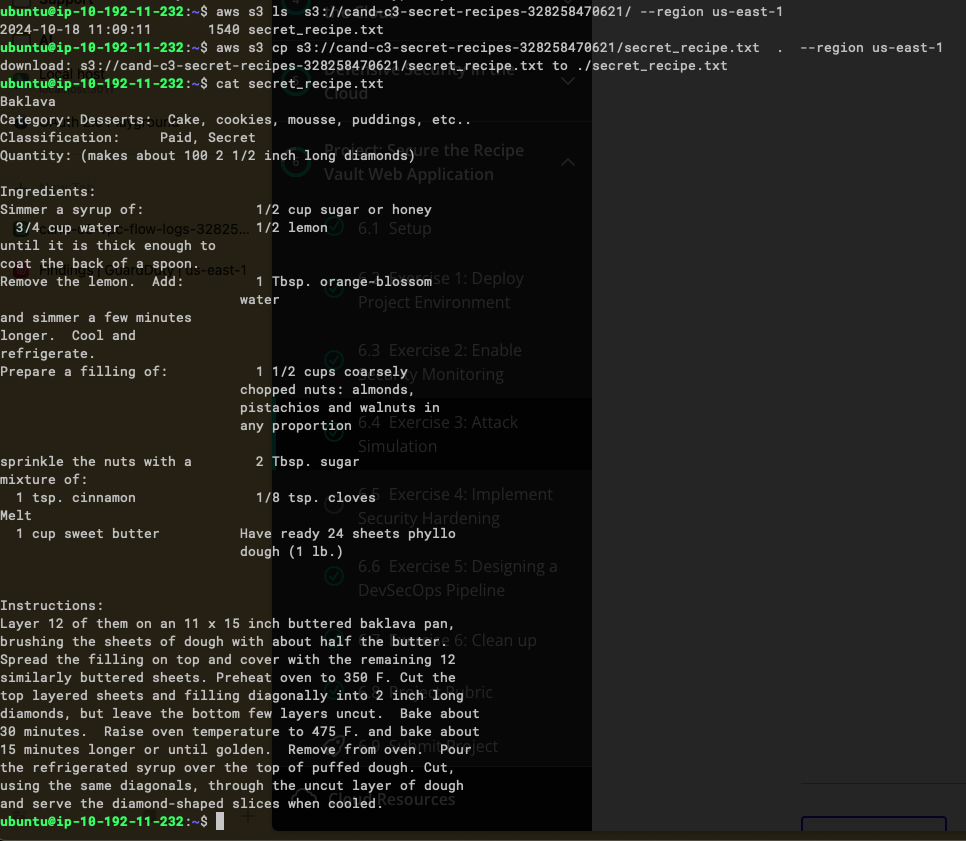 ubuntu@ip-10-192-11-232:~$ aws s3 ls  s3://cand-c3-secret-recipes-328258470621/ --region us-east-1
2024-10-18 11:09:11       1540 secret_recipe.txt
ubuntu@ip-10-192-11-232:~$ aws s3 cp s3://cand-c3-secret-recipes-328258470621/secret_recipe.txt  .  --region us-east-1
download: s3://cand-c3-secret-recipes-328258470621/secret_recipe.txt to ./secret_recipe.txt
ubuntu@ip-10-192-11-232:~$ cat secret_recipe.txt
Baklava
Category: Desserts:  Cake, cookies, mousse, puddings, etc..
Classification:     Paid, Secret
Quantity: (makes about 100 2 1/2 inch long diamonds)

Ingredients:
Simmer a syrup of:              1/2 cup sugar or honey
  3/4 cup water                 1/2 lemon
until it is thick enough to
coat the back of a spoon.
Remove the lemon.  Add:         1 Tbsp. orange-blossom
                              water
and simmer a few minutes
longer.  Cool and
refrigerate.
Prepare a filling of:           1 1/2 cups coarsely
                              chopped nuts: almonds,
                              pistachios and walnuts in
                              any proportion

sprinkle the nuts with a        2 Tbsp. sugar
mixture of:
  1 tsp. cinnamon               1/8 tsp. cloves
Melt
  1 cup sweet butter          Have ready 24 sheets phyllo
                              dough (1 lb.)

Instructions:
Layer 12 of them on an 11 x 15 inch buttered baklava pan,
brushing the sheets of dough with about half the butter.
Spread the filling on top and cover with the remaining 12
similarly buttered sheets. Preheat oven to 350 F. Cut the
top layered sheets and filling diagonally into 2 inch long
diamonds, but leave the bottom few layers uncut.  Bake about
30 minutes.  Raise oven temperature to 475 F. and bake about
15 minutes longer or until golden.  Remove from oven.  Pour
the refrigerated syrup over the top of puffed dough. Cut,
using the same diagonals, through the uncut layer of dough
and serve the diamond-shaped slices when cooled.
ubuntu@ip-10-192-11-232:~$
Defensive Security in the
Cloud
Project: Secure the Recipe
Vault Web Application
6.1 Setup
Exercise 1: Deploy
Project Environment
6.3 Exercise 2: Enable
Security Monitoring
6.4 Exercise 3: Attack
Simulation
6.5 Exercise 4: Implement
Security Hardening
6.6 Exercise 5: Designing a
DevSecOps Pipeline
Exercise 6: Clean up
Project Rubric
Submit Project
Cloud Resources
Findings | GuardDuty | us-east-1